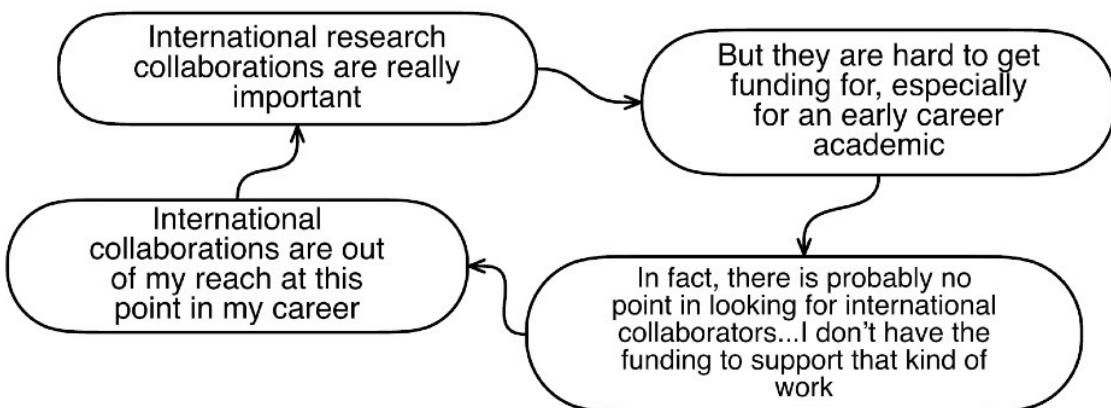 International research
collaborations are really
important
But they are hard to get
funding for, especially
for an early career
academic
In fact, there is probably no
point in looking for international
collaborators...I don't have the
funding to support that kind of
work
International
collaborations are out
of my reach at this
point in my career